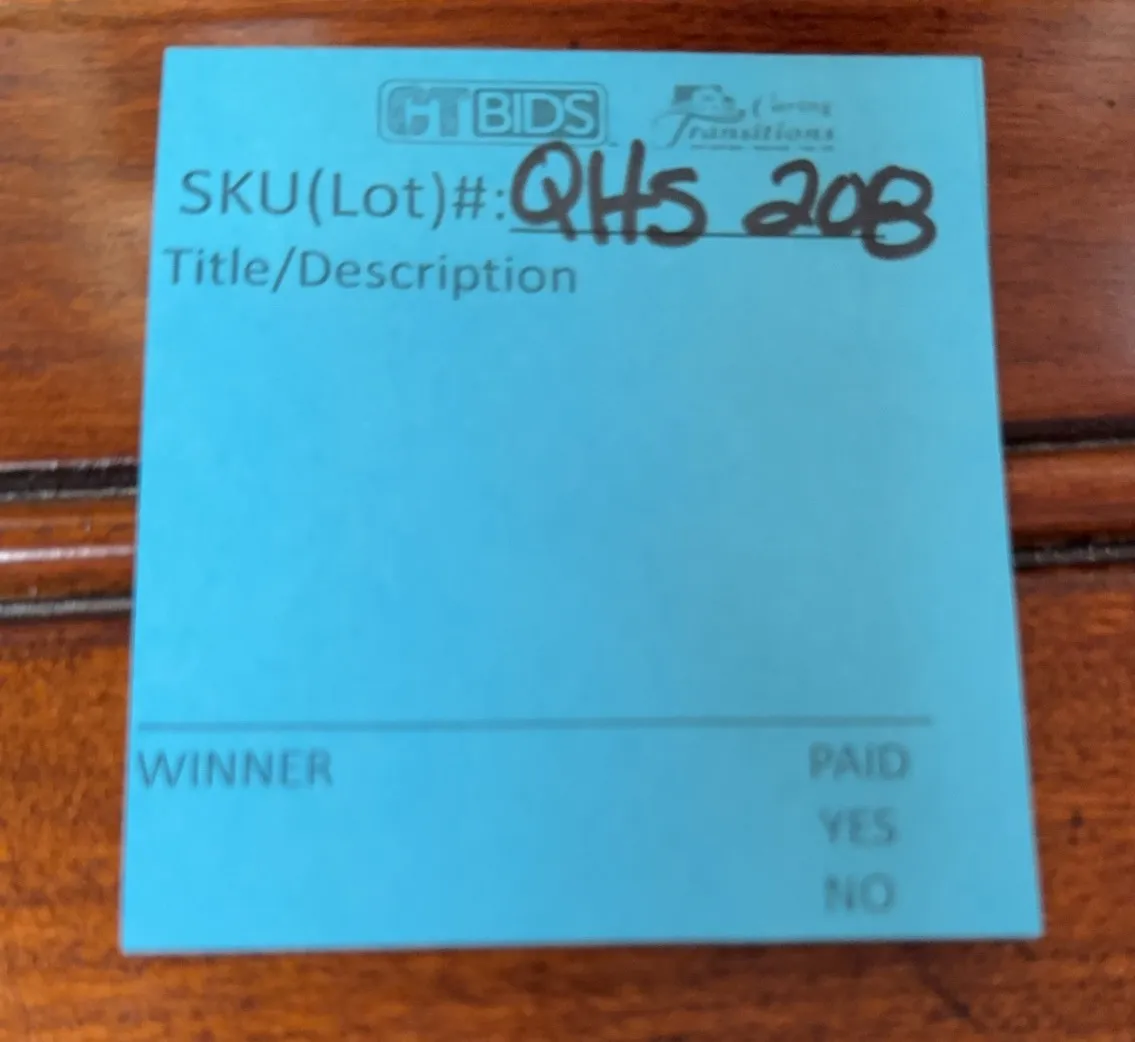 CTBIDS Caring Transitions
SKU(Lot)#: QHS 208
Title/Description
WINNER PAID
YES
NO